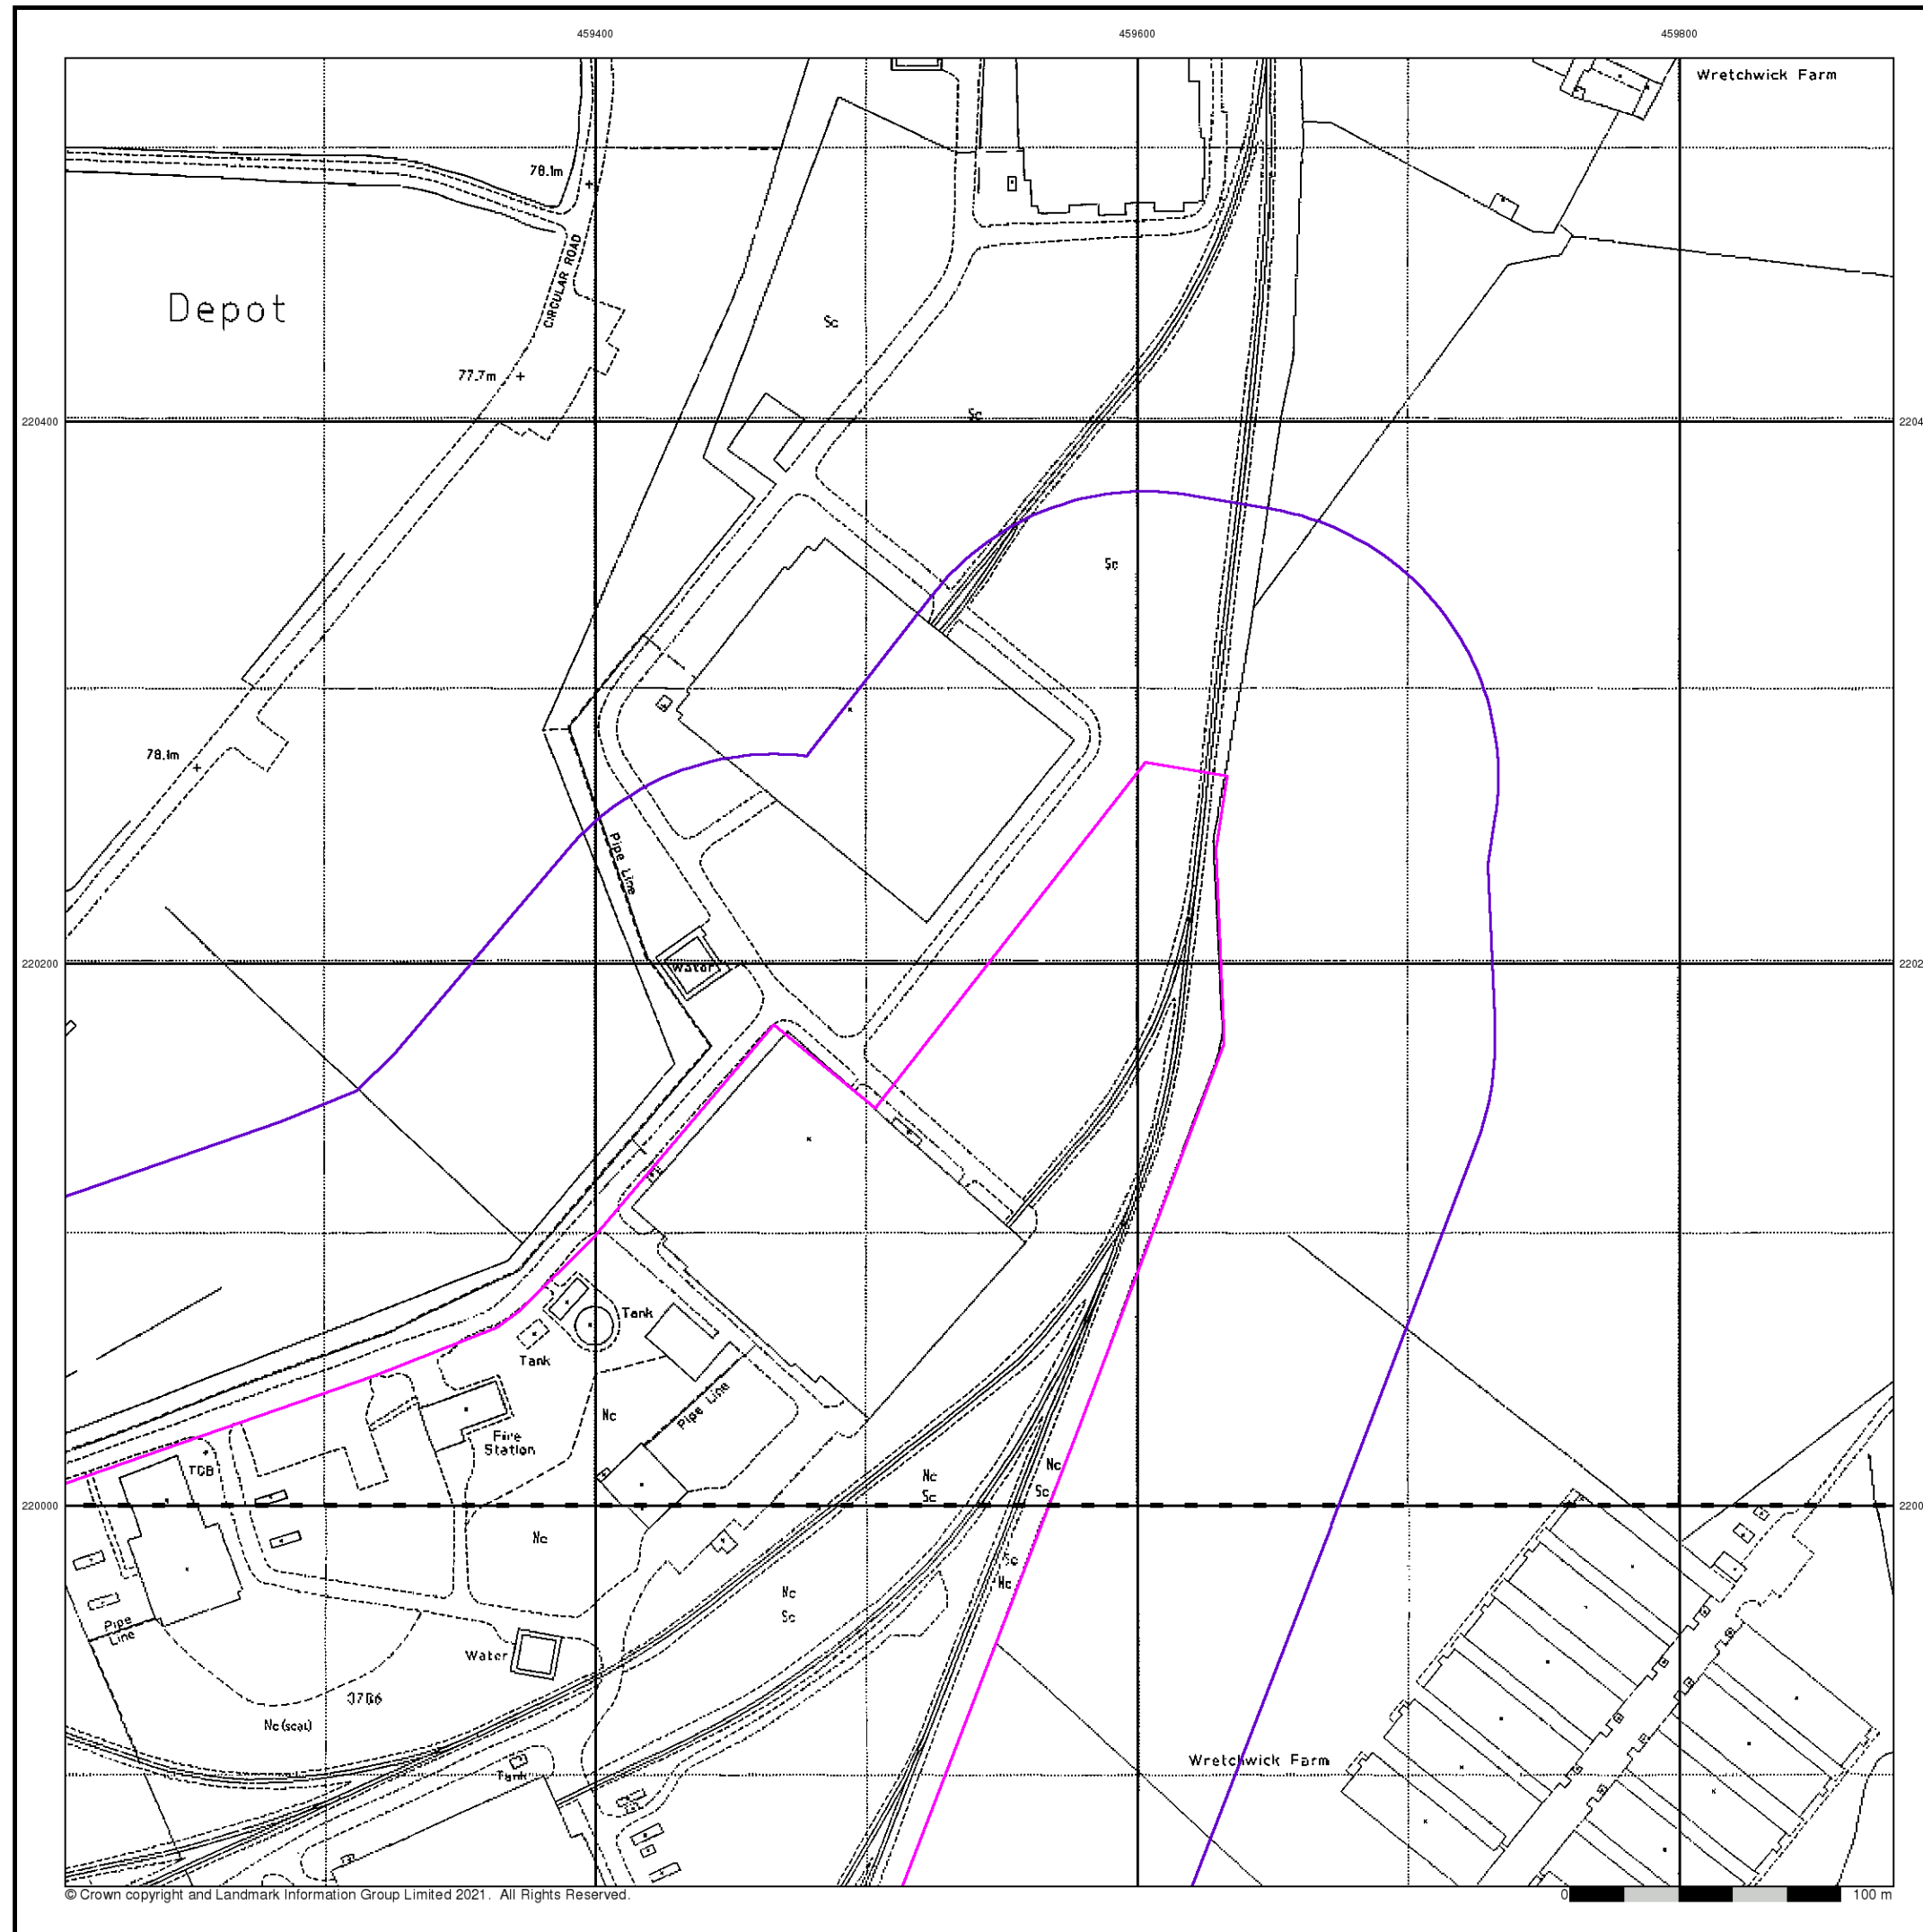 459400
459600
459800
Wretchwick Farm
78.1m
CIRCULAR ROAD
Depot
Sc
77.7m
Sc
220400
2204
Sc
78.1m
Pipe Line
Water
220200
2202
Tank
Tank
Pipe Line
Nc
Fire
Station
TCB
Nc
Nc
Sc
Sc
220000
2200
Nc
Sc
Nc
Nc
Sc
Pipe
Line
Water
Nc
Wretchwick Farm
Tank
© Crown copyright and Landmark Information Group Limited 2021. All Rights Reserved.
0
100 m